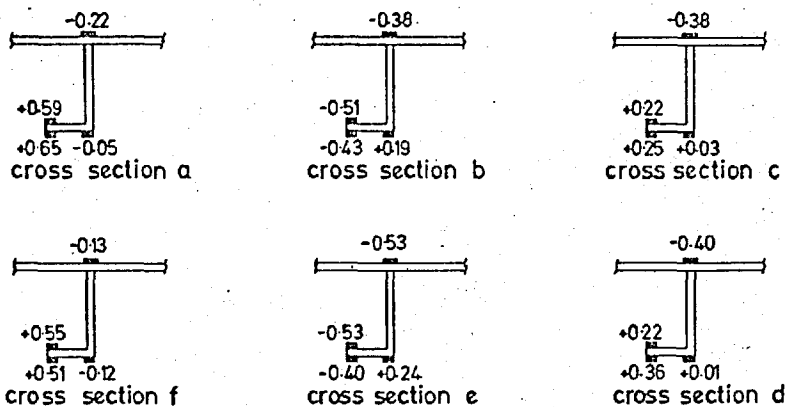 -0.22 -0.38 -0.38
+0.59 -0.51 +0.22
+0.65 -0.05 -0.43 +0.19 +0.25 +0.03
cross section a cross section b cross section c
-0.13 -0.53 -0.40
+0.55 -0.53 +0.22
+0.51 -0.12 -0.40 +0.24 +0.36 +0.01
cross section f cross section e cross section d